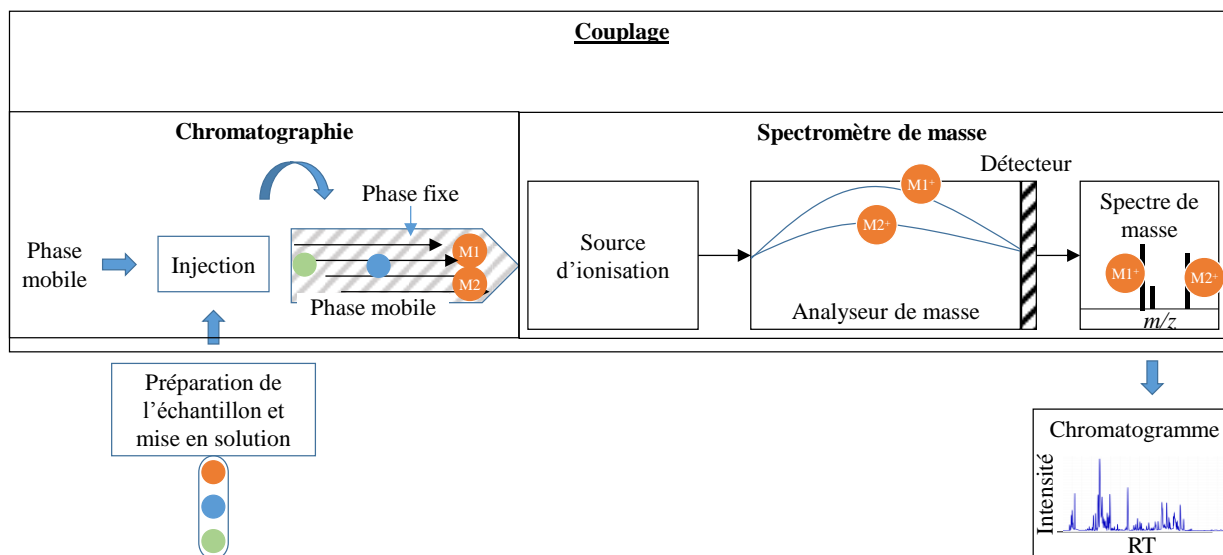 Couplage
Chromatographie
Phase fixe
Phase
mobile
Injection
M1
M2
Phase mobile
Préparation de
l’échantillon et
mise en solution
Spectromètre de masse
Source
d’ionisation
M1+
M2+
Analyseur de masse
Détecteur
Spectre de
masse
M1+
M2+
m/z
Chromatogramme
Intensité
RT